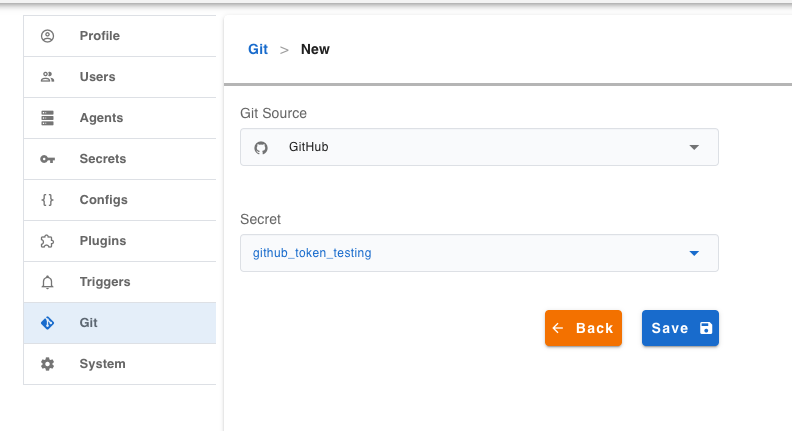 Profile
Users
Agents
Secrets
Configs
Plugins
Triggers
Git
System
Git > New
Git Source
GitHub
Secret
github_token_testing
Back
Save